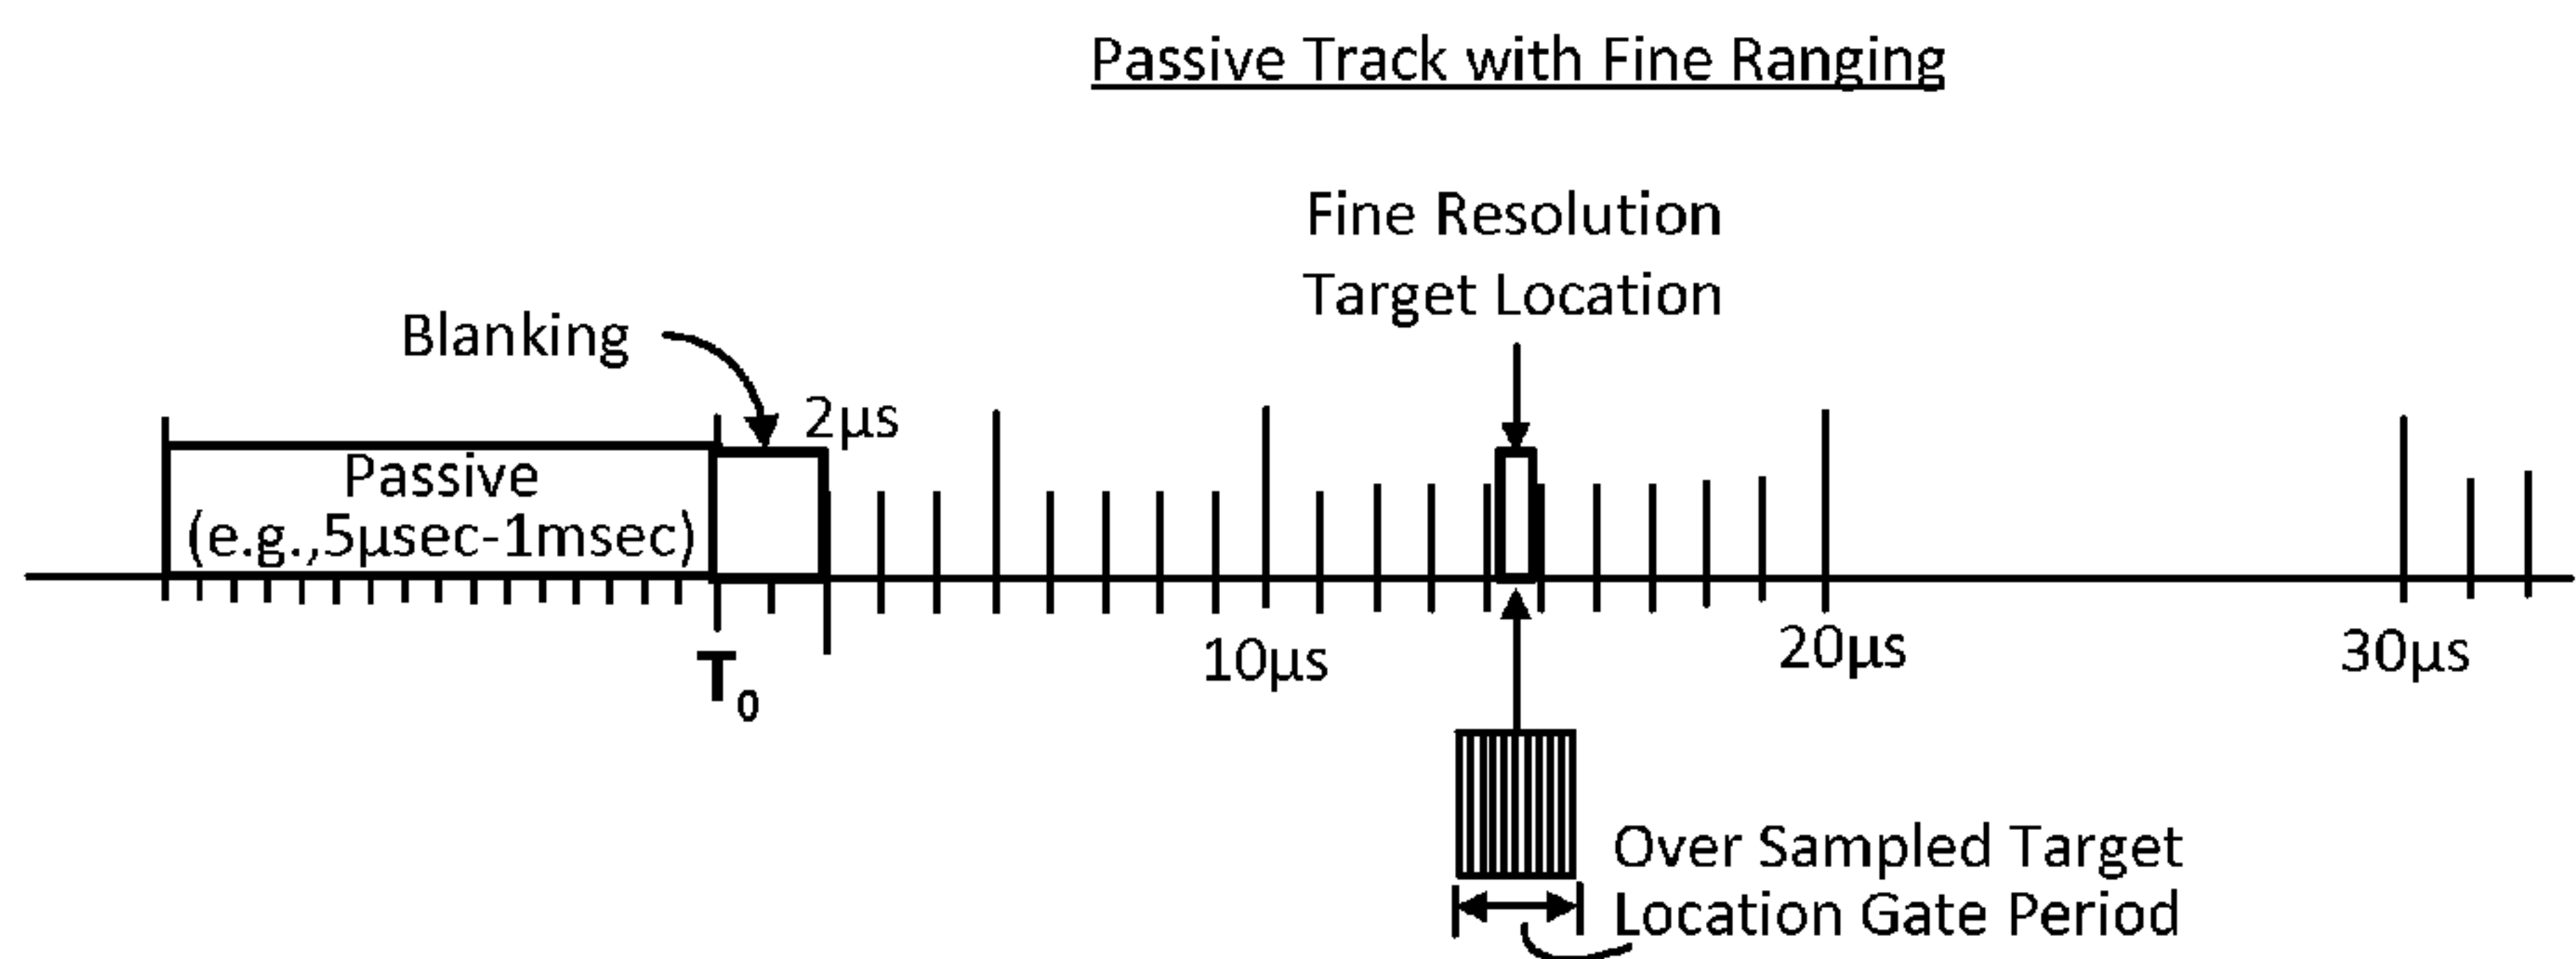 Passive Track with Fine Ranging
Fine Resolution
Target Location
Blanking
2µs
Passive
(e.g.,5µsec-1msec)
T₀
10µs
20µs
30µs
Over Sampled Target
Location Gate Period